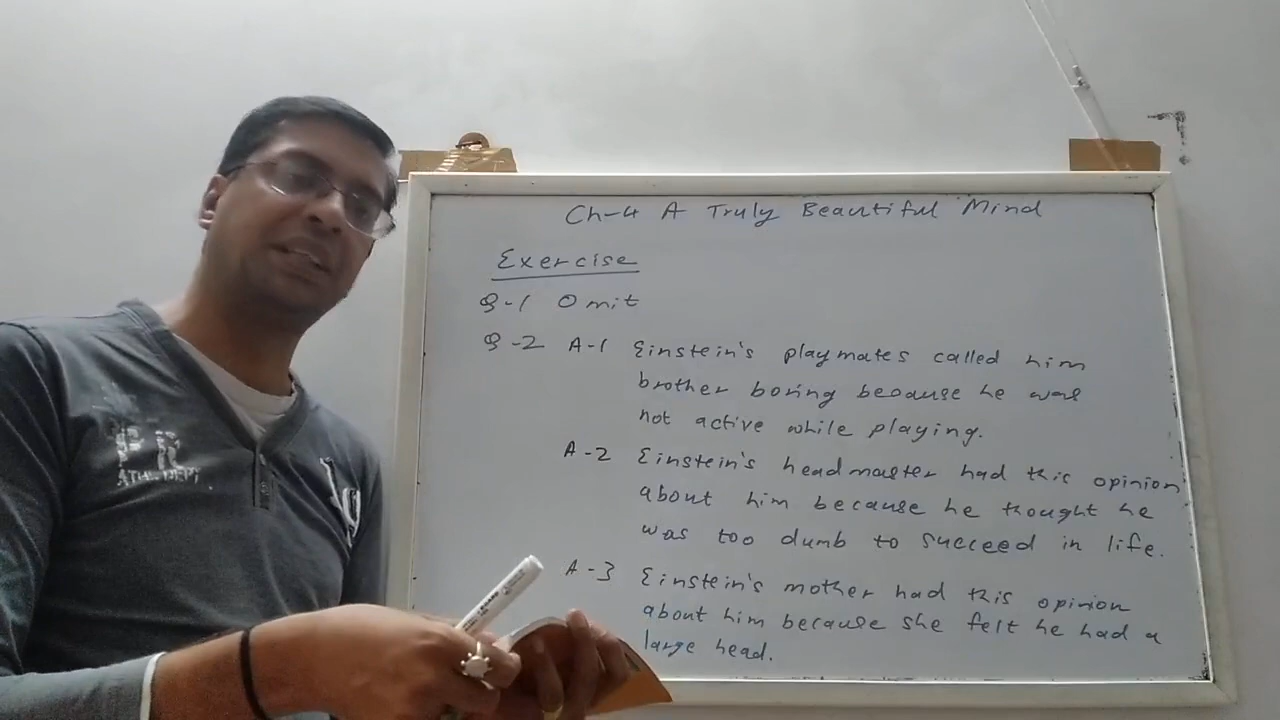 Ch-4 A Truly Beautiful Mind
Exercise
Q-1 Omit
Q-2 A-1 Einstein's playmates called him
brother boring because he was
not active while playing.
A-2 Einstein's headmaster had this opinion
about him because he thought he
was too dumb to succeed in life.
A-3 Einstein's mother had this opinion
about him because she felt he had a
large head.
ATHL. DEPT.